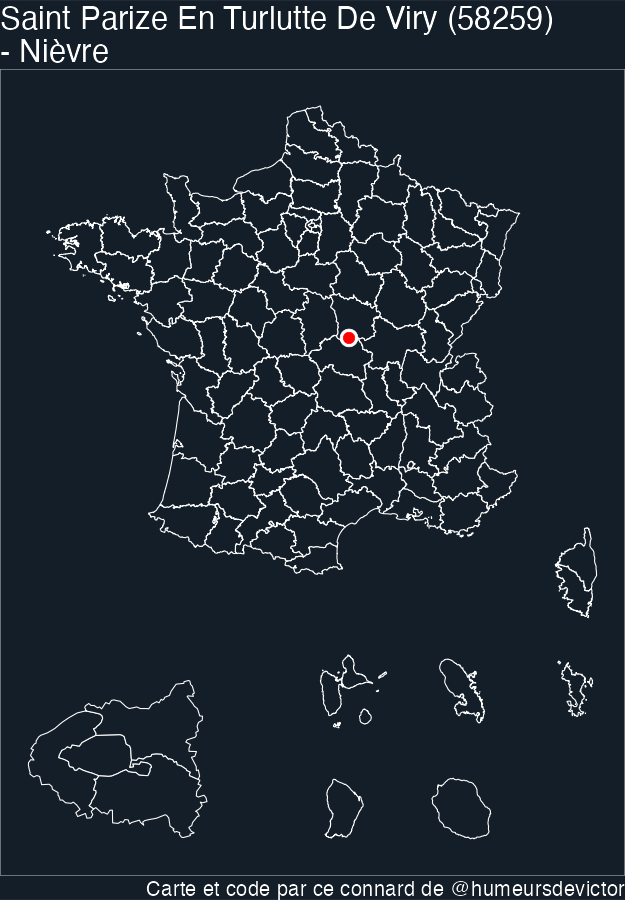 Saint Parize En Turlutte De Viry (58259)
- Nièvre
Carte et code par ce connard de @humeursdevictor